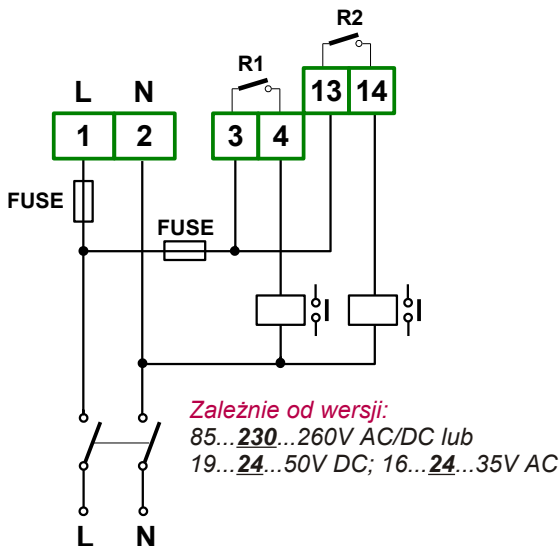 R2
R1
L N
13 14
1 2 3 4
FUSE
FUSE
Zależnie od wersji:
85...230...260V AC/DC lub
19...24...50V DC; 16...24...35V AC
L N